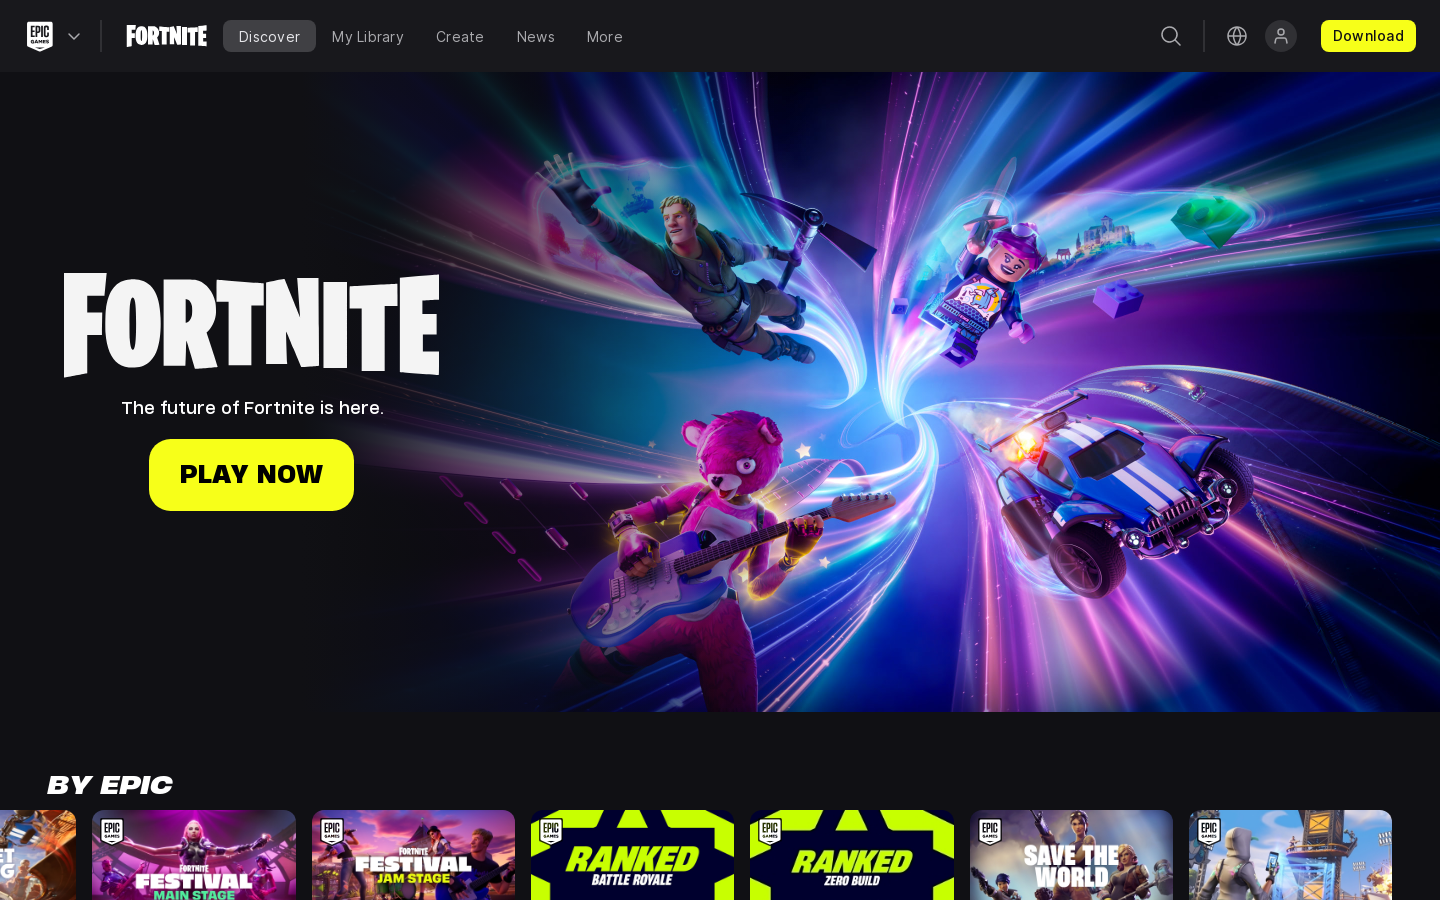 EPIC GAMES
FORTNITE
Discover
My Library
Create
News
More
Download
FORTNITE
The future of Fortnite is here.
PLAY NOW
BY EPIC
EPIC GAMES
FORTNITE
FESTIVAL
MAIN STAGE
EPIC GAMES
FORTNITE
FESTIVAL
JAM STAGE
EPIC GAMES
RANKED
BATTLE ROYALE
EPIC GAMES
RANKED
ZERO BUILD
EPIC GAMES
SAVE THE
WORLD
EPIC GAMES